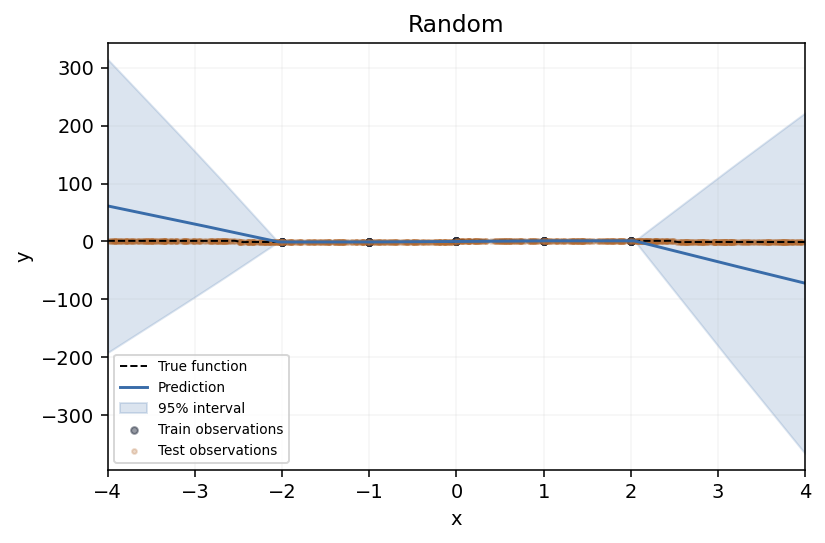 Random
300
200
100
0
−100
−200
−300
y
True function
Prediction
95% interval
Train observations
Test observations
−4 −3 −2 −1 0 1 2 3 4
x